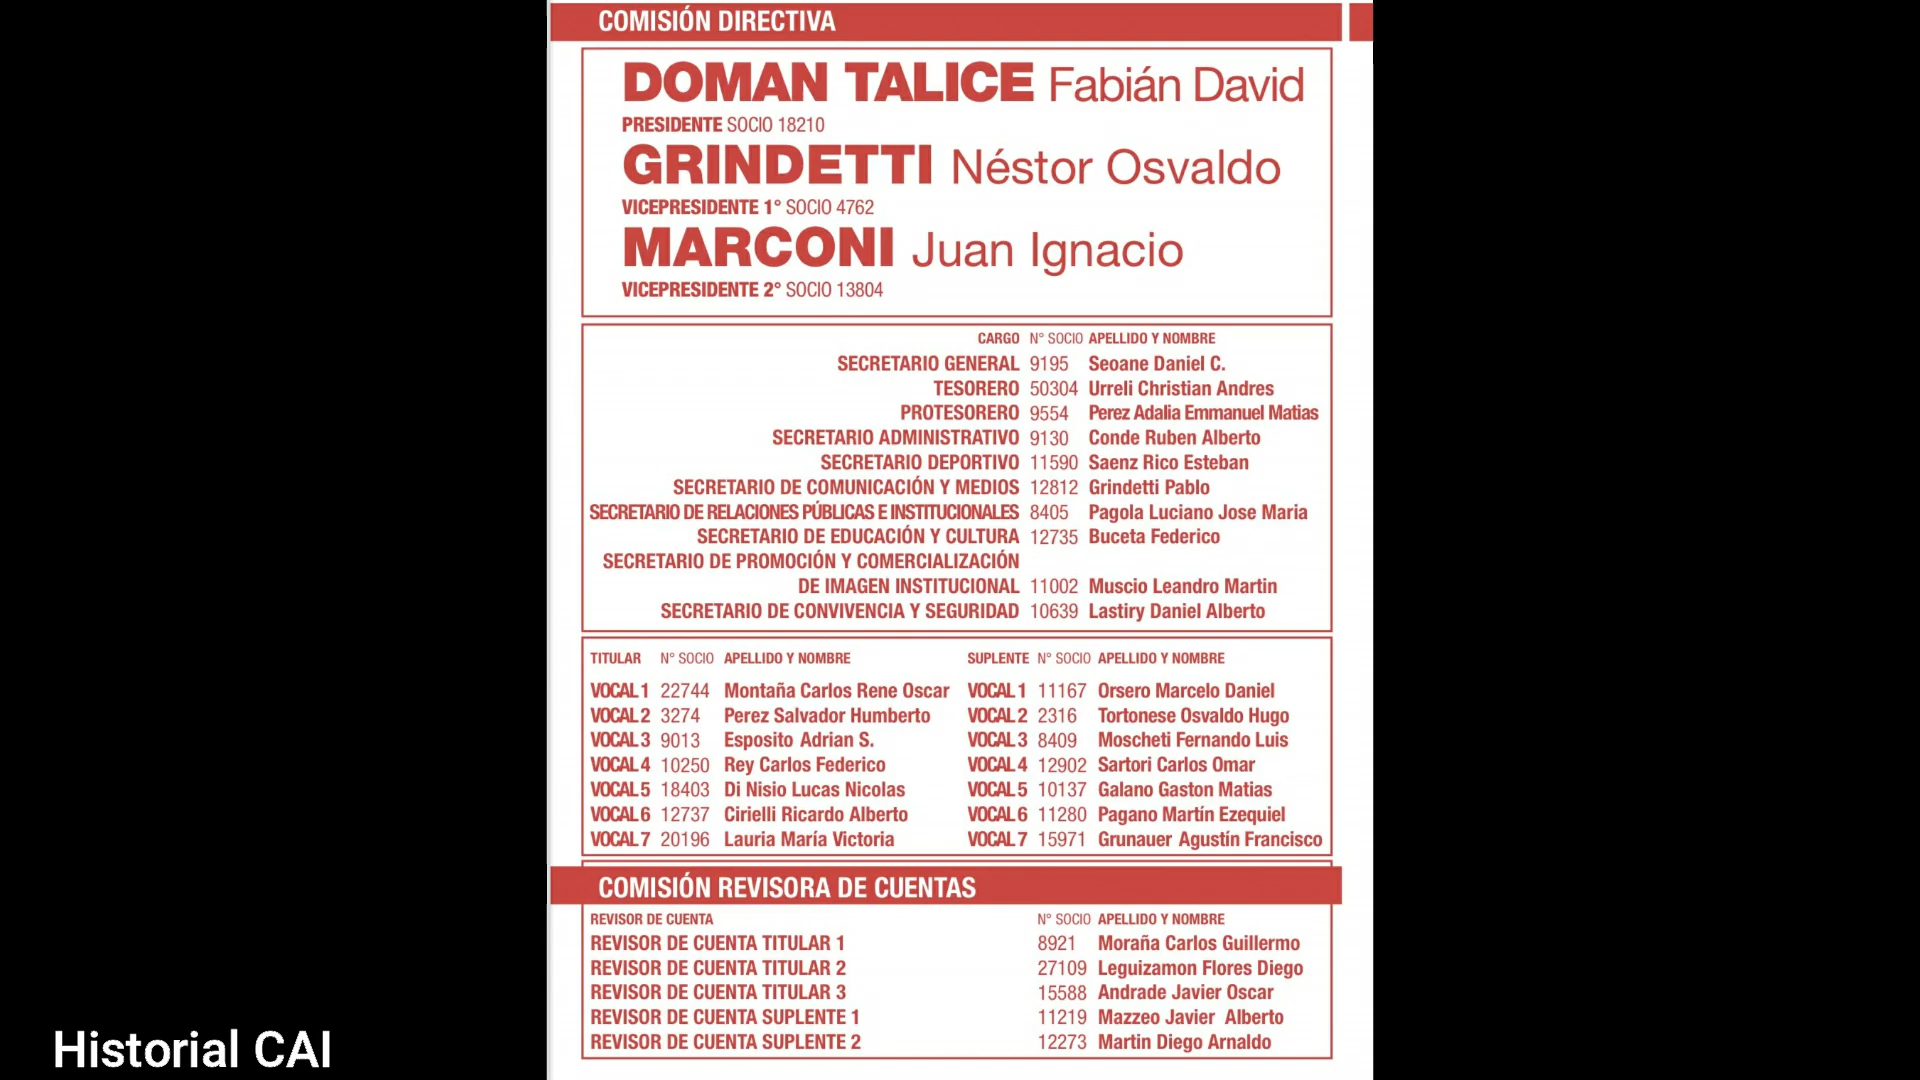 COMISIÓN DIRECTIVA
DOMAN TALICE Fabián David
PRESIDENTE SOCIO 18210
GRINDETTI Néstor Osvaldo
VICEPRESIDENTE 1° SOCIO 4762
MARCONI Juan Ignacio
VICEPRESIDENTE 2° SOCIO 13804
CARGO N° SOCIO APELLIDO Y NOMBRE
SECRETARIO GENERAL 9195 Seoane Daniel C.
TESORERO 50304 Urreli Christian Andres
PROTESORERO 9554 Perez Adalia Emmanuel Matias
SECRETARIO ADMINISTRATIVO 9130 Conde Ruben Alberto
SECRETARIO DEPORTIVO 11590 Saenz Rico Esteban
SECRETARIO DE COMUNICACIÓN Y MEDIOS 12812 Grindetti Pablo
SECRETARIO DE RELACIONES PÚBLICAS E INSTITUCIONALES 8405 Pagola Luciano Jose Maria
SECRETARIO DE EDUCACIÓN Y CULTURA 12735 Buceta Federico
SECRETARIO DE PROMOCIÓN Y COMERCIALIZACIÓN
DE IMAGEN INSTITUCIONAL 11002 Muscio Leandro Martin
SECRETARIO DE CONVIVENCIA Y SEGURIDAD 10639 Lastiry Daniel Alberto
TITULAR N° SOCIO APELLIDO Y NOMBRE SUPLENTE N° SOCIO APELLIDO Y NOMBRE
VOCAL 1 22744 Montaña Carlos Rene Oscar VOCAL 1 11167 Orsero Marcelo Daniel
VOCAL 2 3274 Perez Salvador Humberto VOCAL 2 2316 Tortonese Osvaldo Hugo
VOCAL 3 9013 Esposito Adrian S. VOCAL 3 8409 Moscheti Fernando Luis
VOCAL 4 10250 Rey Carlos Federico VOCAL 4 12902 Sartori Carlos Omar
VOCAL 5 18403 Di Nisio Lucas Nicolas VOCAL 5 10137 Galano Gaston Matias
VOCAL 6 12737 Cirielli Ricardo Alberto VOCAL 6 11280 Pagano Martín Ezequiel
VOCAL 7 20196 Lauria María Victoria VOCAL 7 15971 Grunauer Agustín Francisco
COMISIÓN REVISORA DE CUENTAS
REVISOR DE CUENTA N° SOCIO APELLIDO Y NOMBRE
REVISOR DE CUENTA TITULAR 1 8921 Moraña Carlos Guillermo
REVISOR DE CUENTA TITULAR 2 27109 Leguizamon Flores Diego
REVISOR DE CUENTA TITULAR 3 15588 Andrade Javier Oscar
REVISOR DE CUENTA SUPLENTE 1 11219 Mazzeo Javier Alberto
REVISOR DE CUENTA SUPLENTE 2 12273 Martin Diego Arnaldo
Historial CAI